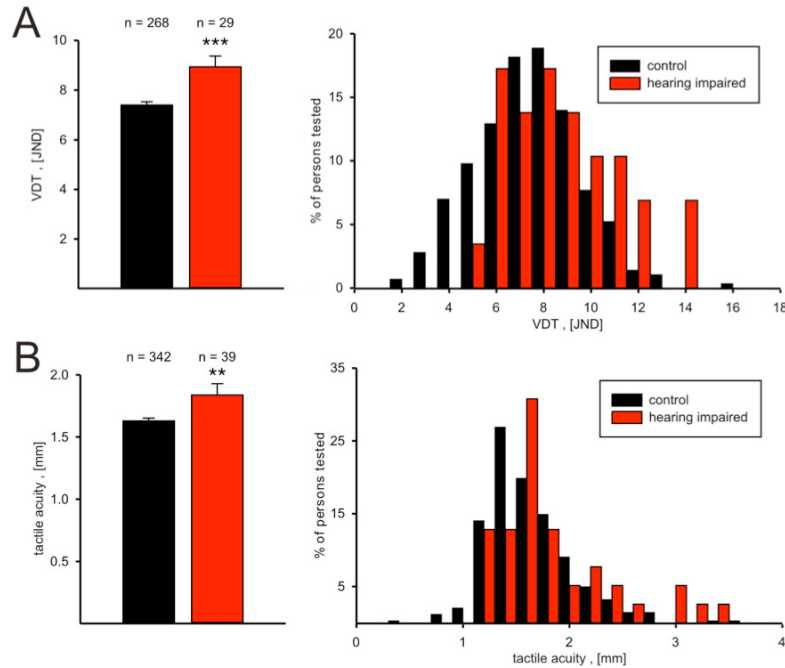 A
n = 268 n = 29
***
10
8
6
4
2
VDT , [JND]
20
15
10
5
0
% of persons tested
control
hearing impaired
0 2 4 6 8 10 12 14 16 18
VDT , [JND]
B
n = 342 n = 39
**
2.0
1.5
1.0
0.5
tactile acuity , [mm]
35
25
15
5
% of persons tested
control
hearing impaired
0 1 2 3 4
tactile acuity , [mm]